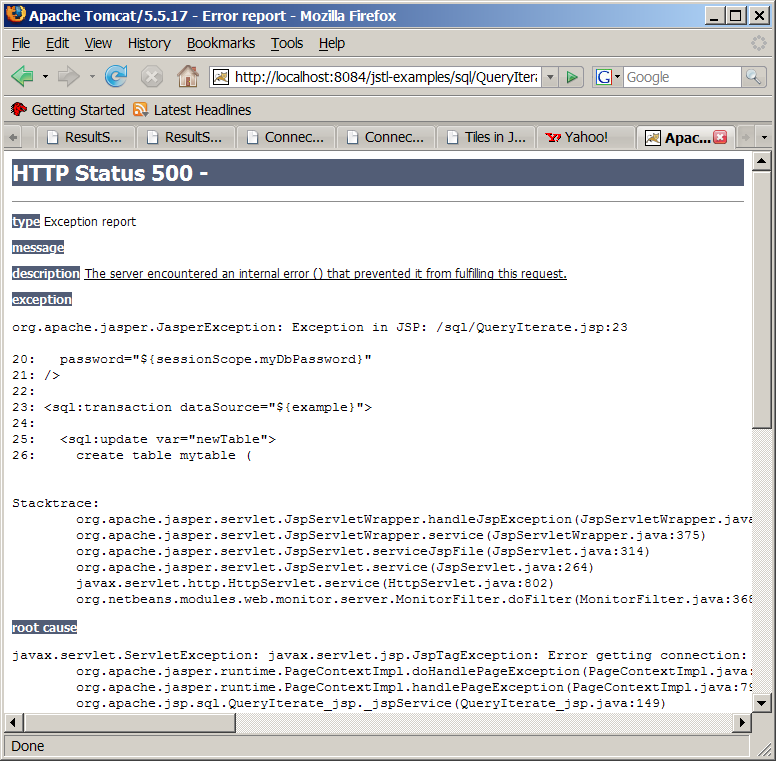 Apache Tomcat/5.5.17 - Error report - Mozilla Firefox
File Edit View History Bookmarks Tools Help
http://localhost:8084/jstl-examples/sql/QueryItera
G Google
Getting Started Latest Headlines
ResultS... ResultS... Connec... Connec... Tiles in J... Yahoo! Apac...
HTTP Status 500 -
type Exception report
message
description The server encountered an internal error () that prevented it from fulfilling this request.
exception
org.apache.jasper.JasperException: Exception in JSP: /sql/QueryIterate.jsp:23
20:   password="${sessionScope.myDbPassword}"
21: />
22:
23: <sql:transaction dataSource="${example}">
24:
25:   <sql:update var="newTable">
26:     create table mytable (
Stacktrace:
org.apache.jasper.servlet.JspServletWrapper.handleJspException(JspServletWrapper.java
org.apache.jasper.servlet.JspServletWrapper.service(JspServletWrapper.java:375)
org.apache.jasper.servlet.JspServlet.serviceJspFile(JspServlet.java:314)
org.apache.jasper.servlet.JspServlet.service(JspServlet.java:264)
javax.servlet.http.HttpServlet.service(HttpServlet.java:802)
org.netbeans.modules.web.monitor.server.MonitorFilter.doFilter(MonitorFilter.java:368
root cause
javax.servlet.ServletException: javax.servlet.jsp.JspTagException: Error getting connection:
org.apache.jasper.runtime.PageContextImpl.doHandlePageException(PageContextImpl.java:
org.apache.jasper.runtime.PageContextImpl.handlePageException(PageContextImpl.java:79
org.apache.jsp.sql.QueryIterate_jsp._jspService(QueryIterate_jsp.java:149)
Done